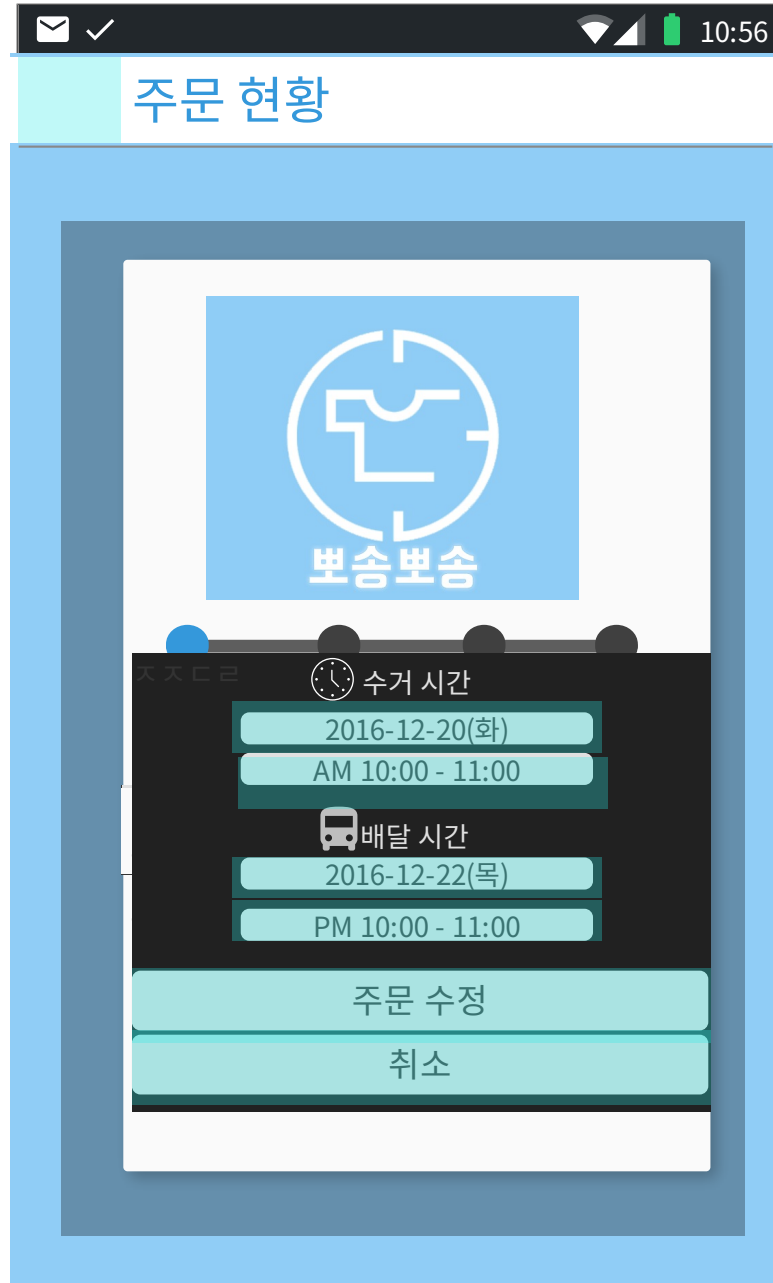 10:56
주문 현황
뽀송뽀송
ㅈㅈㄷㄹ
수거 시간
2016-12-20(화)
AM 10:00 - 11:00
배달 시간
2016-12-22(목)
PM 10:00 - 11:00
주문 수정
취소